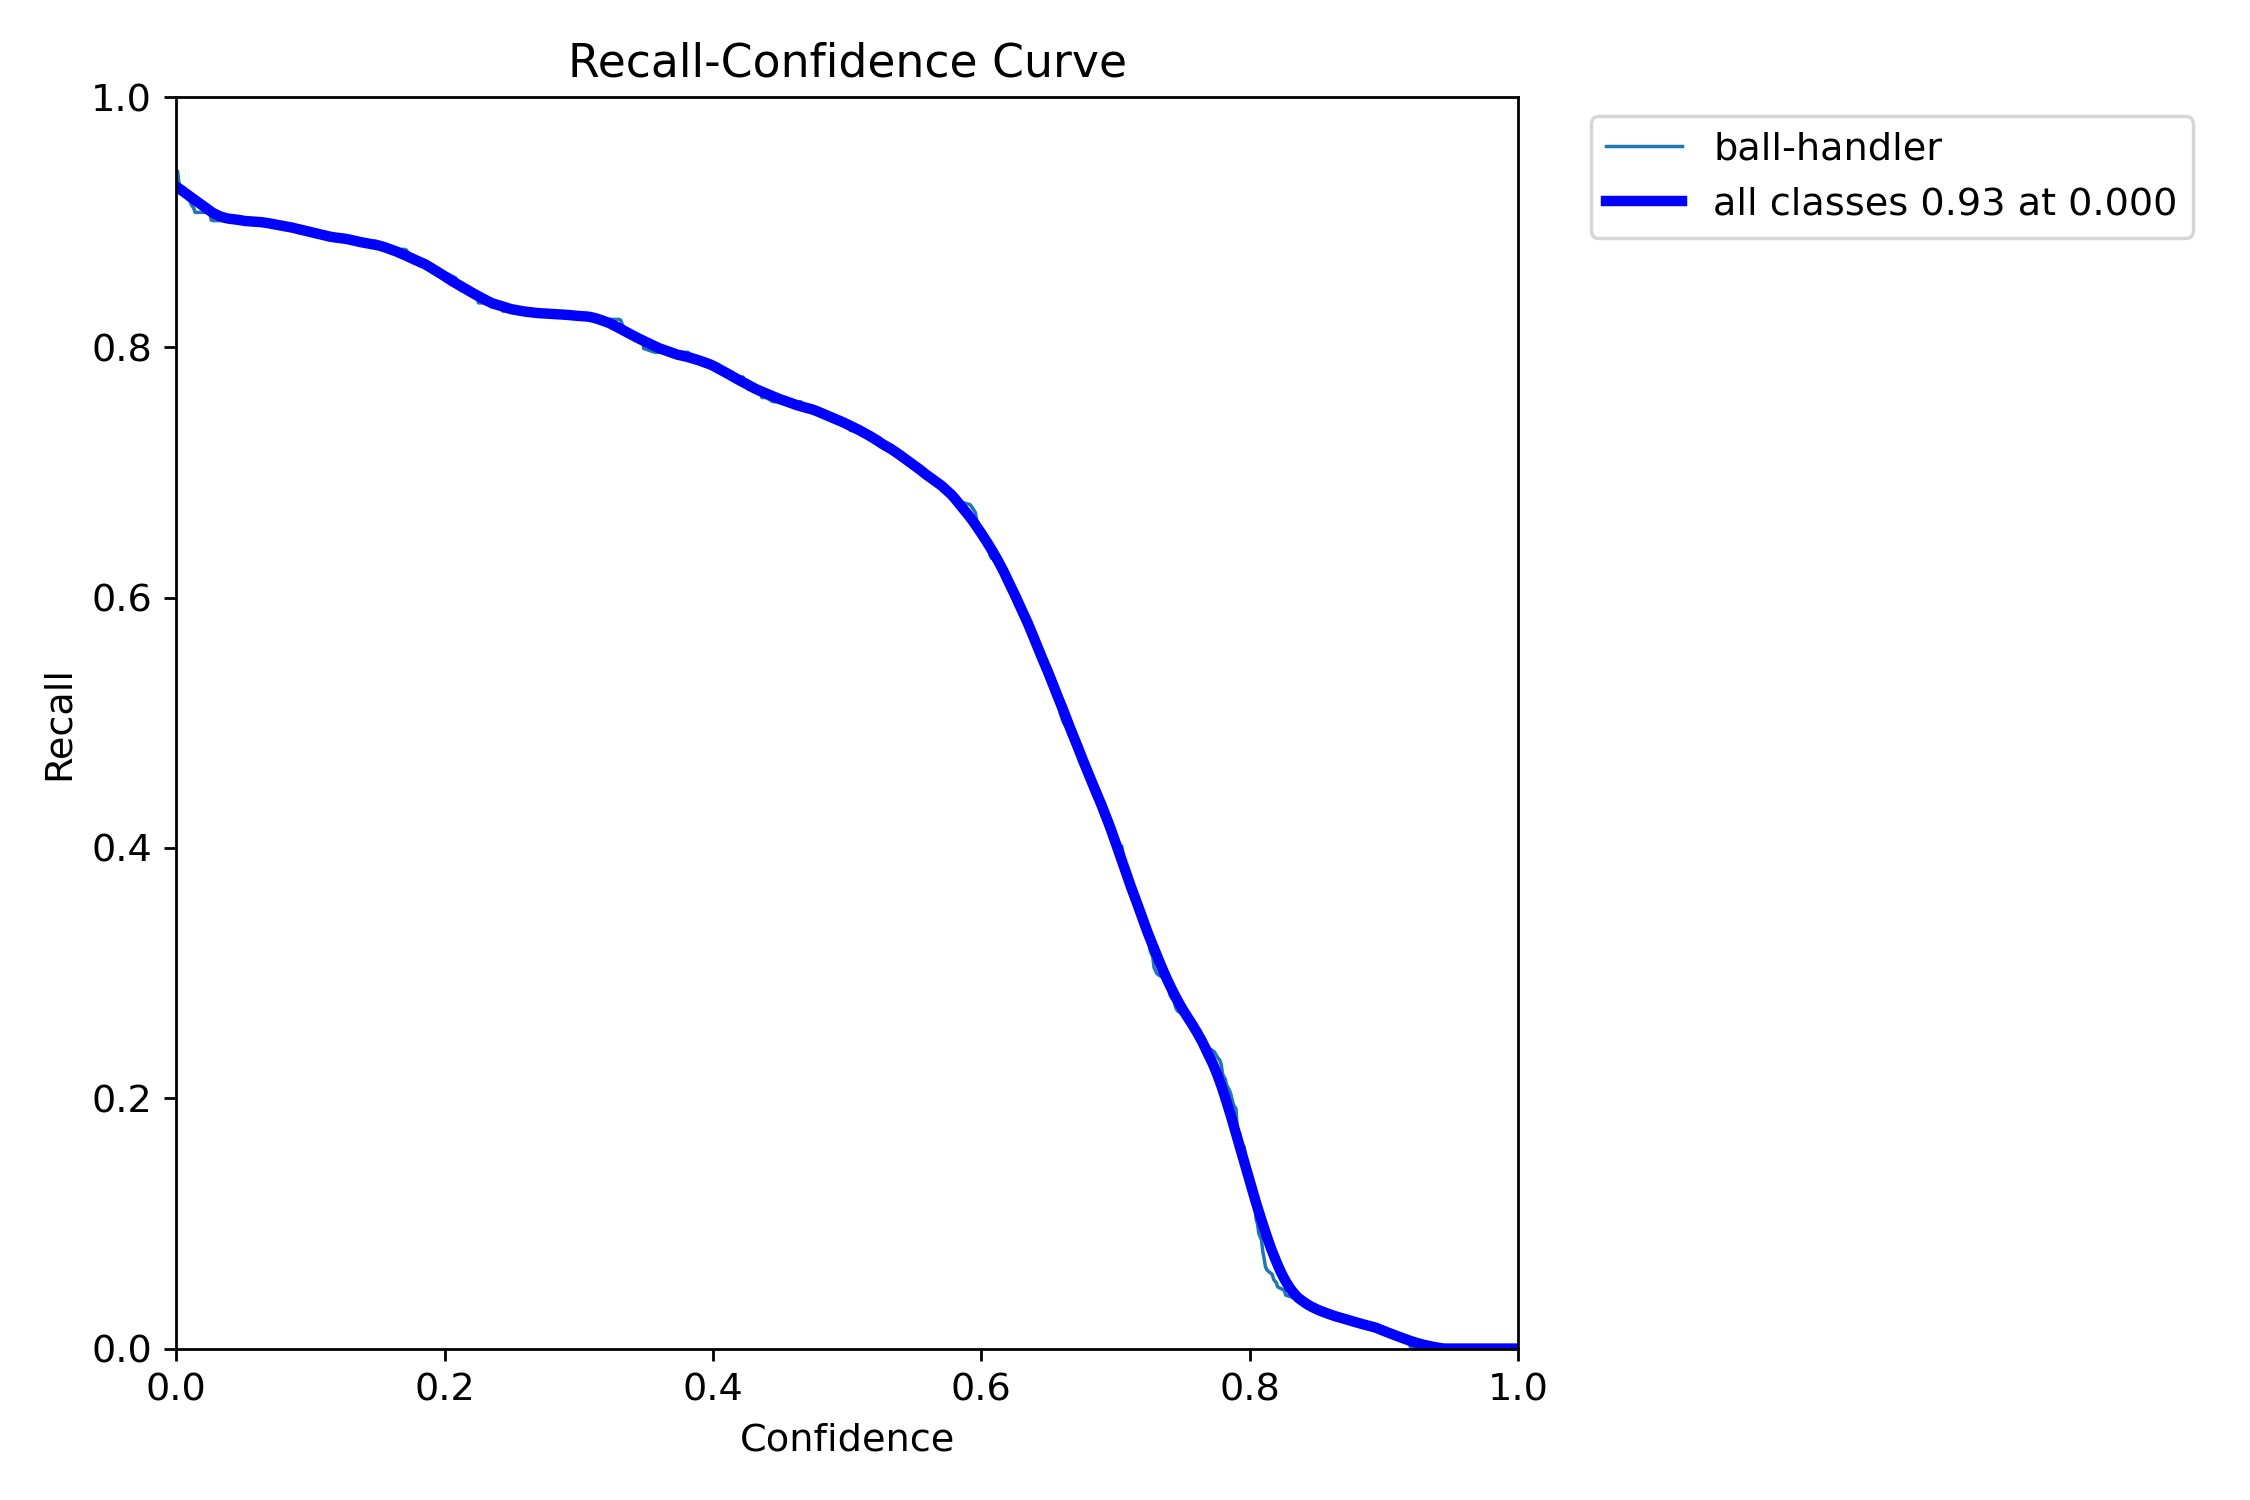 Recall-Confidence Curve
1.0
0.8
0.6
0.4
0.2
0.0
Recall
0.0 0.2 0.4 0.6 0.8 1.0
Confidence
ball-handler
all classes 0.93 at 0.000